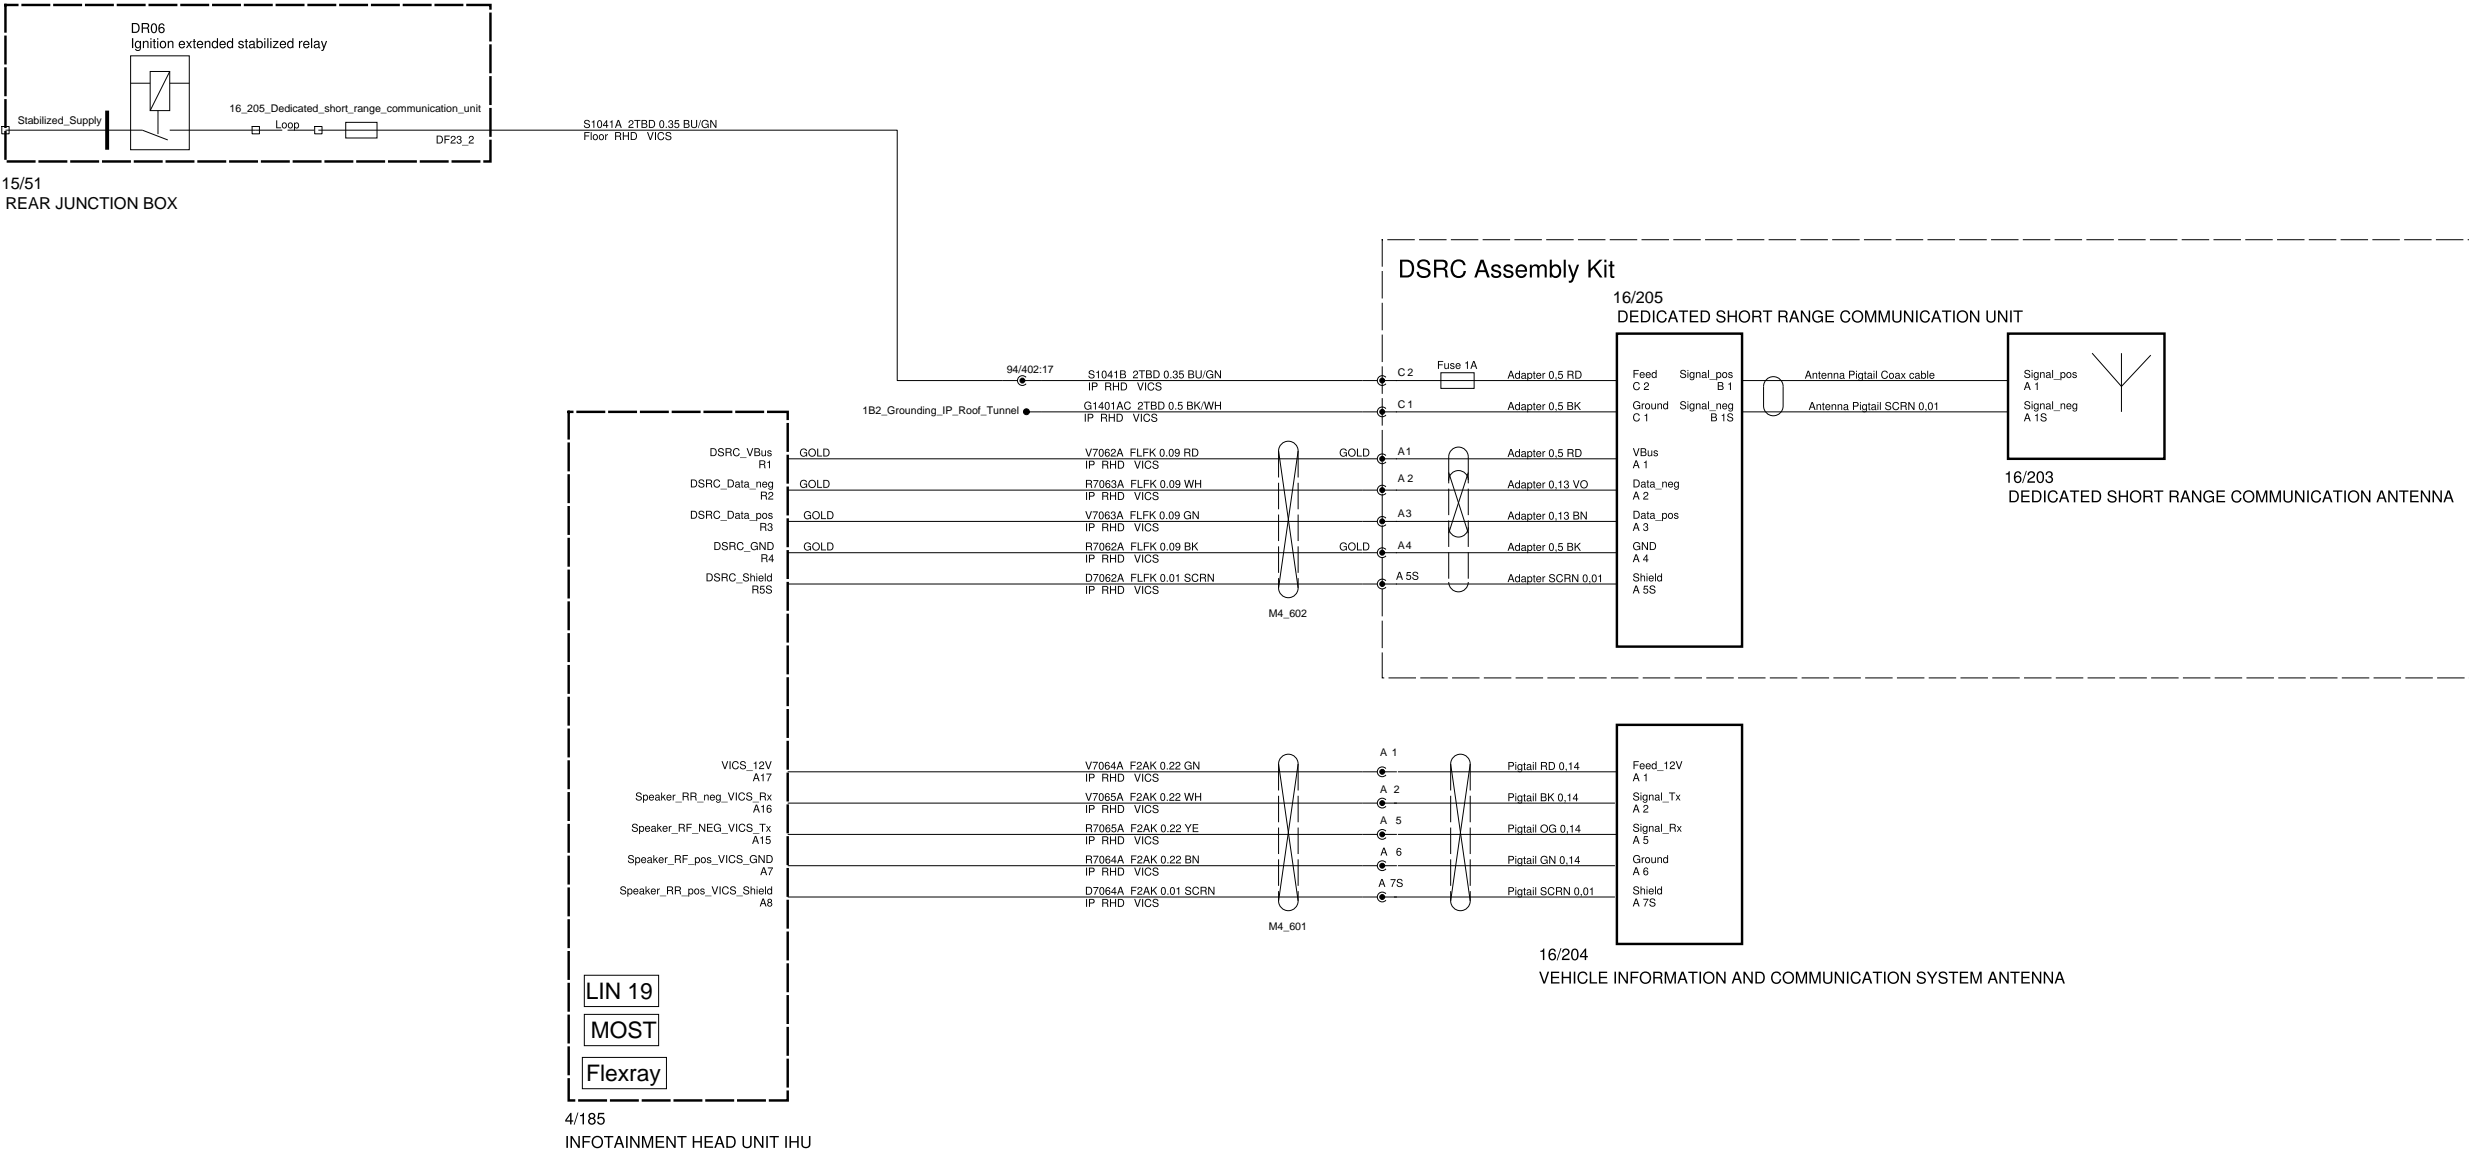 DR06
Ignition extended stabilized relay
16_205_Dedicated_short_range_communication_unit
Stabilized_Supply
Loop
DF23_2
15/51
REAR JUNCTION BOX
S1041A 2TBD 0.35 BU/GN
Floor RHD VICS
DSRC Assembly Kit
16/205
DEDICATED SHORT RANGE COMMUNICATION UNIT
94/402:17
S1041B 2TBD 0.35 BU/GN
IP RHD VICS
C 2
Fuse 1A
Adapter 0,5 RD
Feed
C 2
Signal_pos
B 1
Antenna Pigtail Coax cable
Signal_pos
A 1
1B2_Grounding_IP_Roof_Tunnel
G1401AC 2TBD 0.5 BK/WH
IP RHD VICS
C 1
Adapter 0,5 BK
Ground
C 1
Signal_neg
B 1S
Antenna Pigtail SCRN 0,01
Signal_neg
A 1S
16/203
DEDICATED SHORT RANGE COMMUNICATION ANTENNA
DSRC_VBus
R1
GOLD
V7062A FLFK 0.09 RD
IP RHD VICS
GOLD
A 1
Adapter 0,5 RD
VBus
A 1
DSRC_Data_neg
R2
GOLD
R7063A FLFK 0.09 WH
IP RHD VICS
A 2
Adapter 0,13 VO
Data_neg
A 2
DSRC_Data_pos
R3
GOLD
V7063A FLFK 0.09 GN
IP RHD VICS
A3
Adapter 0,13 BN
Data_pos
A 3
DSRC_GND
R4
GOLD
R7062A FLFK 0.09 BK
IP RHD VICS
GOLD
A4
Adapter 0,5 BK
GND
A 4
DSRC_Shield
R5S
D7062A FLFK 0.01 SCRN
IP RHD VICS
A 5S
Adapter SCRN 0,01
Shield
A 5S
M4_602
VICS_12V
A17
V7064A F2AK 0.22 GN
IP RHD VICS
A 1
Pigtail RD 0,14
Feed_12V
A 1
Speaker_RR_neg_VICS_Rx
A16
V7065A F2AK 0.22 WH
IP RHD VICS
A 2
Pigtail BK 0,14
Signal_Tx
A 2
Speaker_RF_NEG_VICS_Tx
A15
R7065A F2AK 0.22 YE
IP RHD VICS
A 5
Pigtail OG 0,14
Signal_Rx
A 5
Speaker_RF_pos_VICS_GND
A7
R7064A F2AK 0.22 BN
IP RHD VICS
A 6
Pigtail GN 0,14
Ground
A 6
Speaker_RR_pos_VICS_Shield
A8
D7064A F2AK 0.01 SCRN
IP RHD VICS
A 7S
Pigtail SCRN 0,01
Shield
A 7S
M4_601
16/204
VEHICLE INFORMATION AND COMMUNICATION SYSTEM ANTENNA
LIN 19
MOST
Flexray
4/185
INFOTAINMENT HEAD UNIT IHU